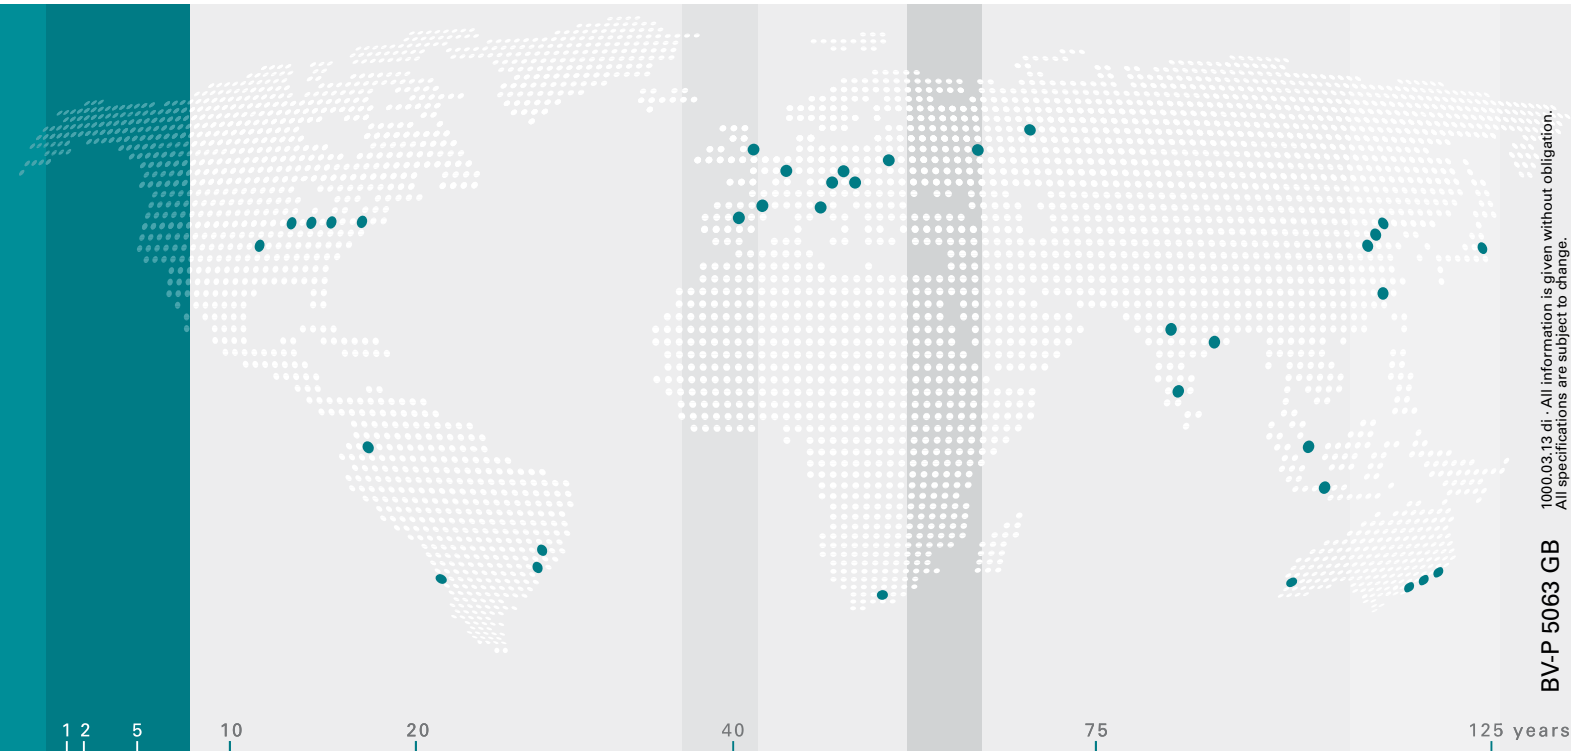 1000.03.13 di · All information is given without obligation.
All specifications are subject to change.
BV-P 5063 GB
1 2 5 10 20 40 75 125 years